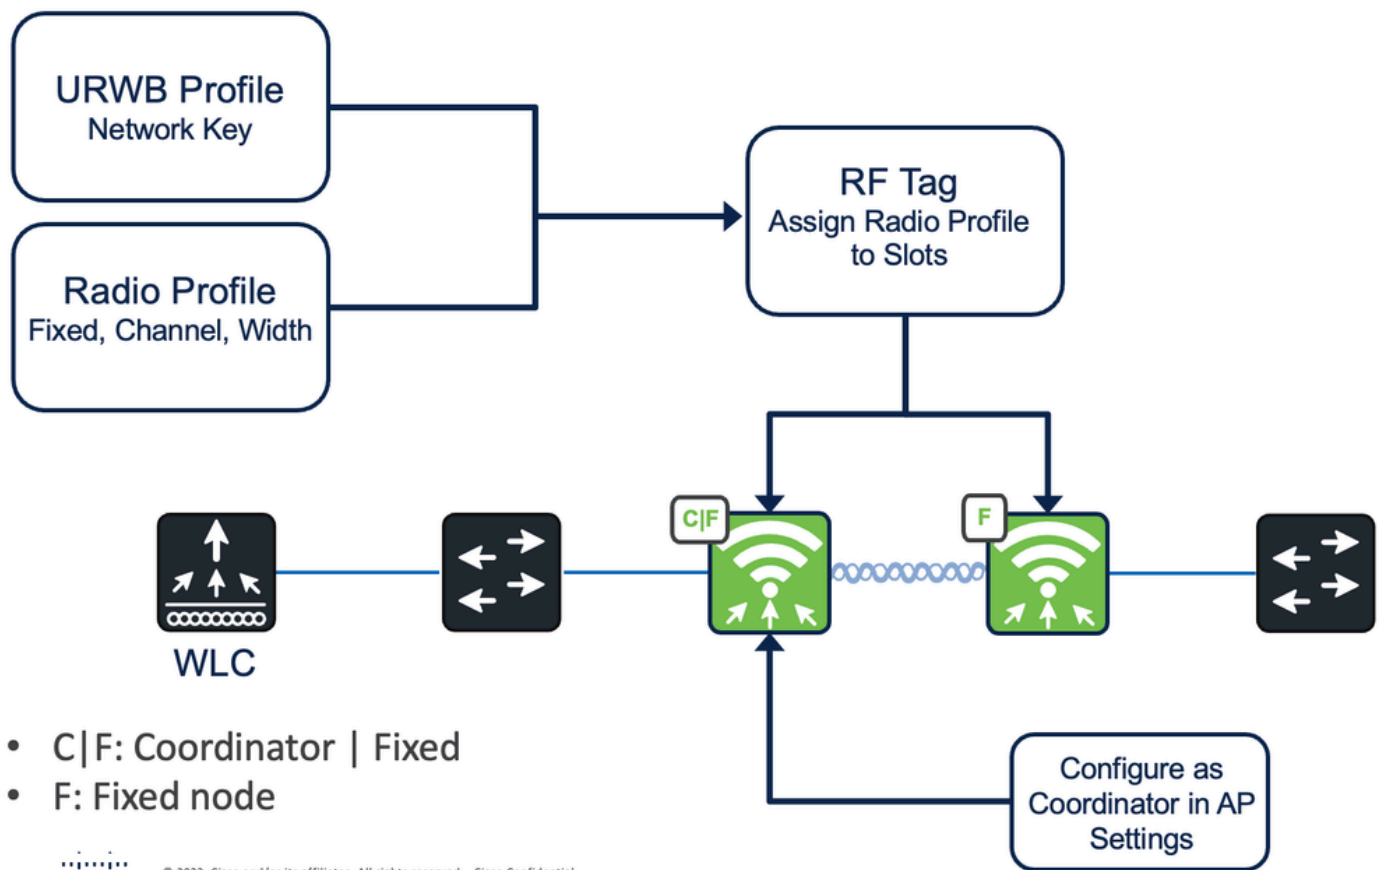 URWB Profile
Network Key
Radio Profile
Fixed, Channel, Width
RF Tag
Assign Radio Profile
to Slots
C|F
F
WLC
• C|F: Coordinator | Fixed
• F: Fixed node
Configure as
Coordinator in AP
Settings